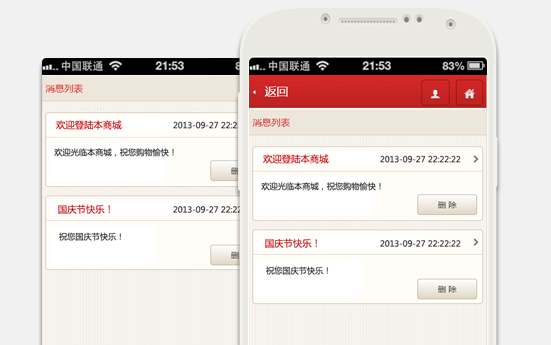 中国联通 21:53 8
消息列表
欢迎登陆本商城 2013-09-27 22:22
欢迎光临本商城，祝您购物愉快！
删
国庆节快乐！ 2013-09-27 22:22
祝您国庆节快乐！
删
中国联通 21:53 83%
返回
消息列表
欢迎登陆本商城 2013-09-27 22:22:22
欢迎光临本商城，祝您购物愉快！
删 除
国庆节快乐！ 2013-09-27 22:22:22
祝您国庆节快乐！
删 除